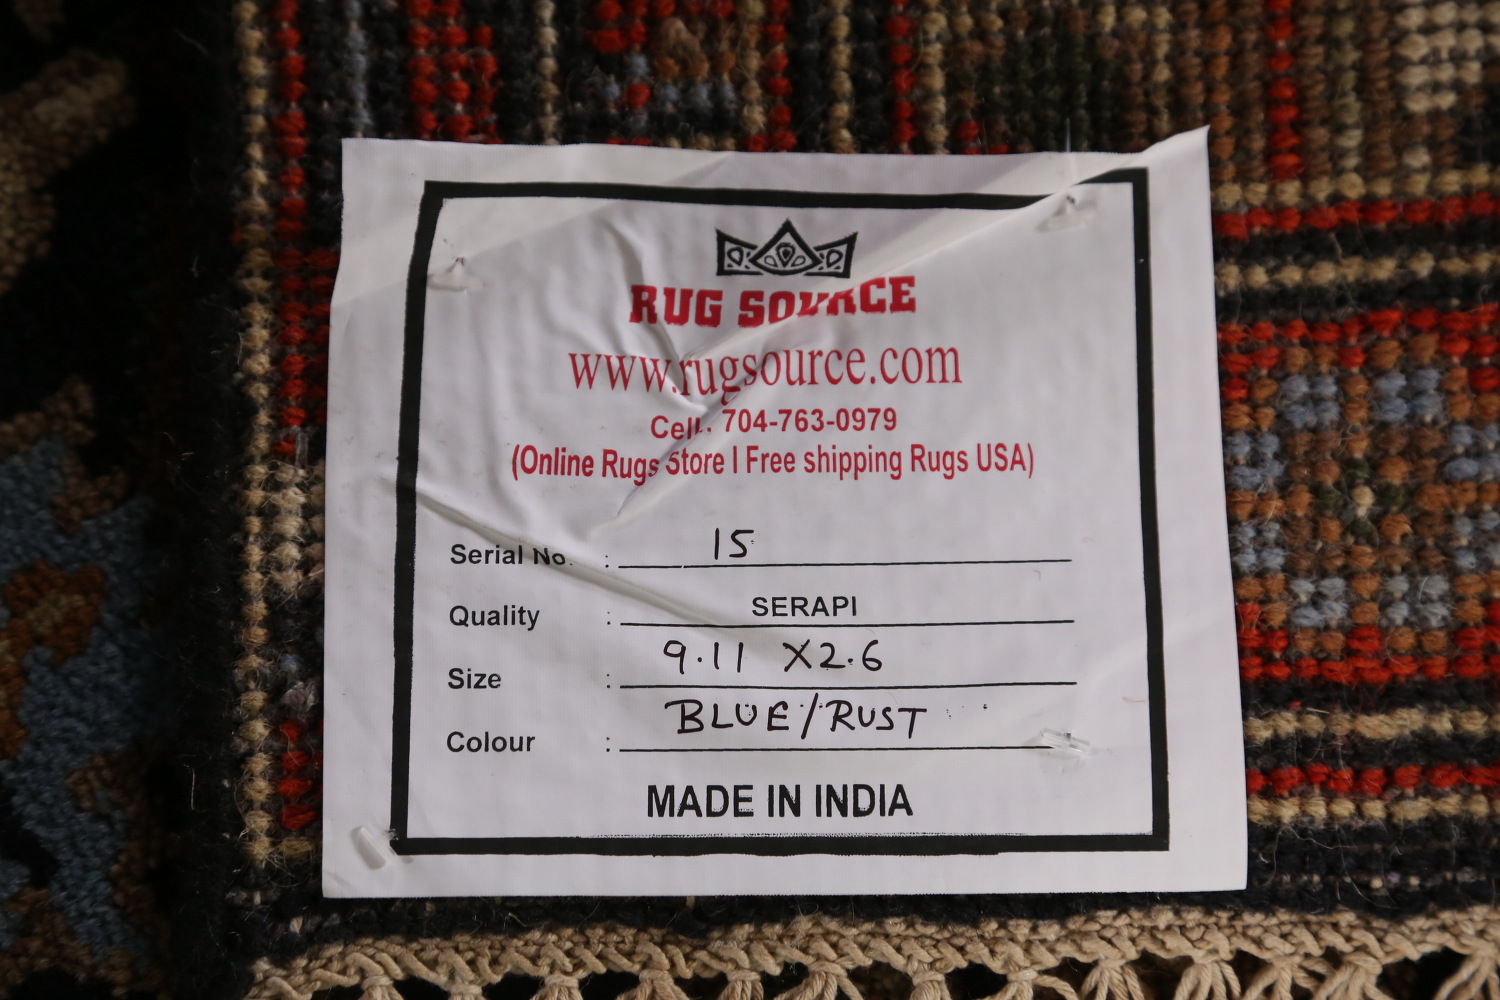 RUG SOURCE
www.rugsource.com
Cell. 704-763-0979
(Online Rugs Store | Free shipping Rugs USA)
Serial No. : 15
Quality : SERAPI
Size : 9.11 X2.6
Colour : BLUE/RUST
MADE IN INDIA